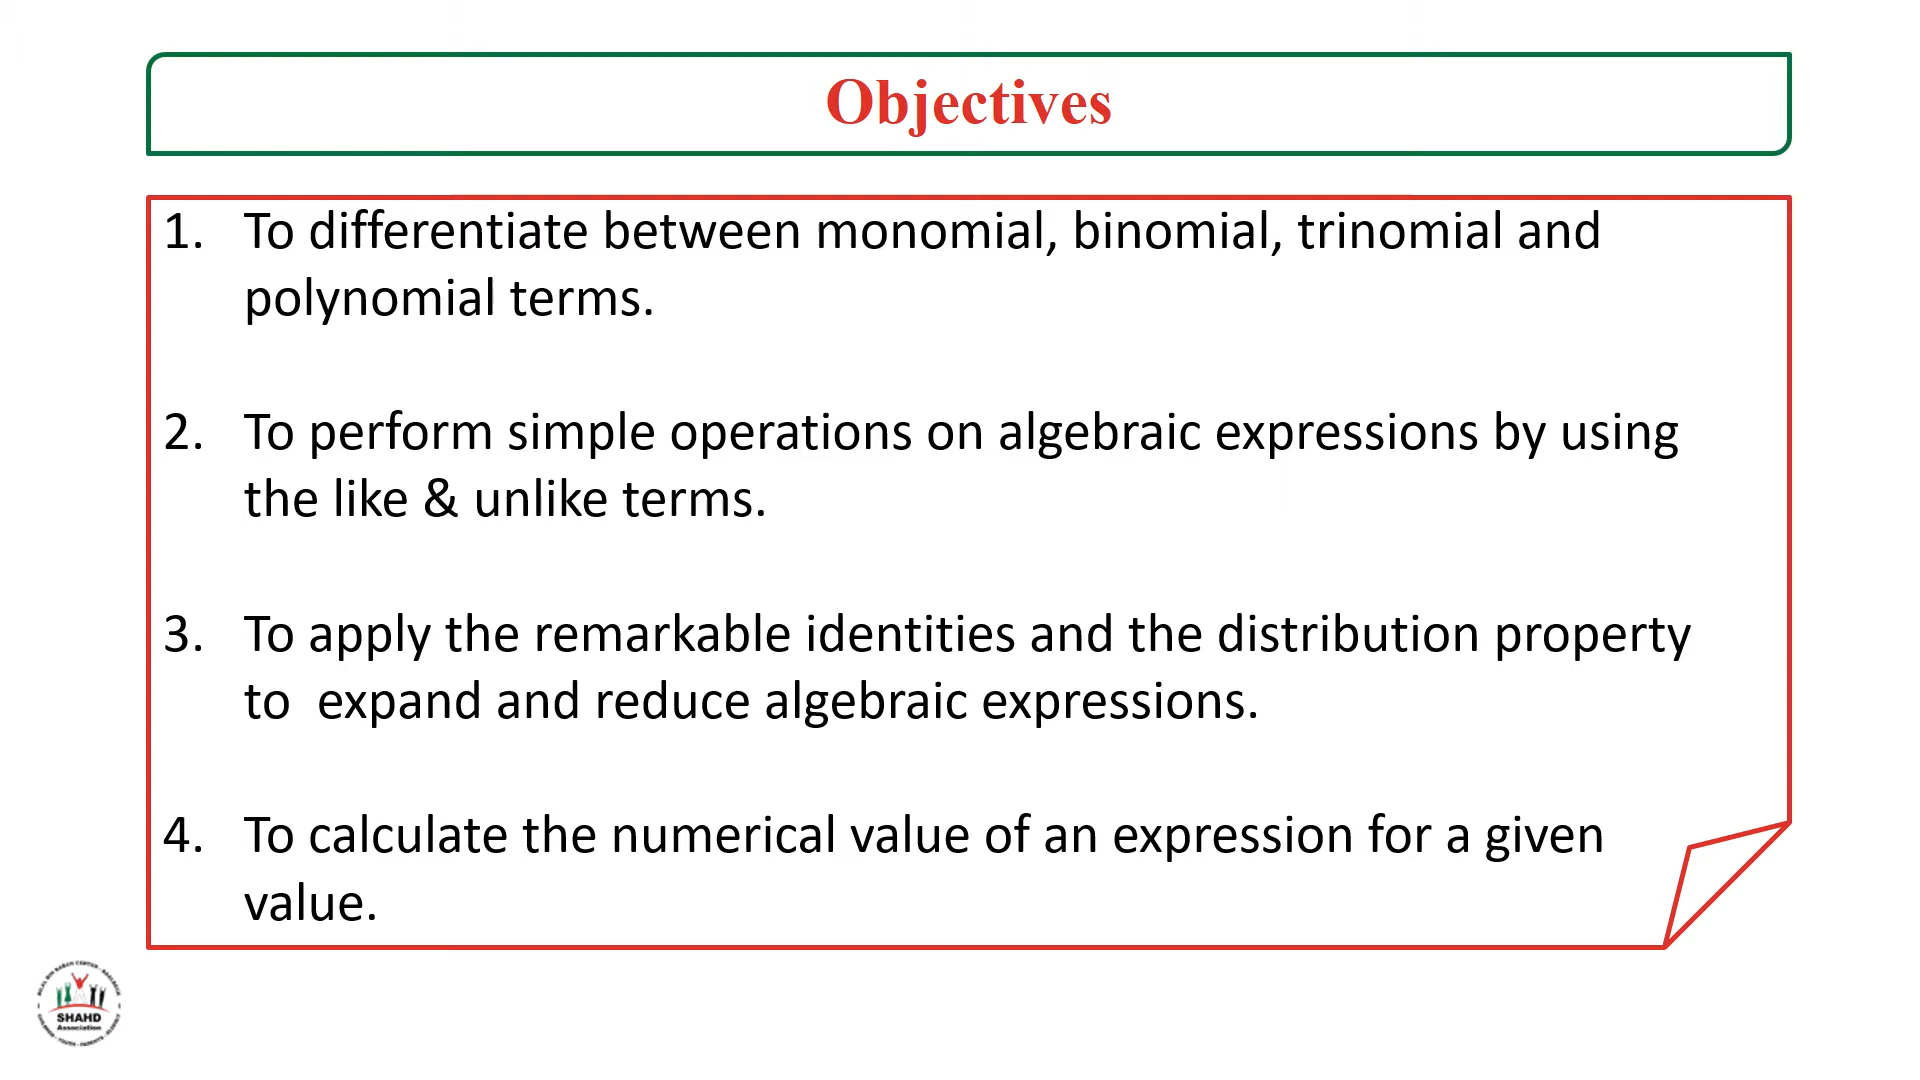 Objectives
1. To differentiate between monomial, binomial, trinomial and
polynomial terms.
2. To perform simple operations on algebraic expressions by using
the like & unlike terms.
3. To apply the remarkable identities and the distribution property
to  expand and reduce algebraic expressions.
4. To calculate the numerical value of an expression for a given
value.
SHAHD
Association